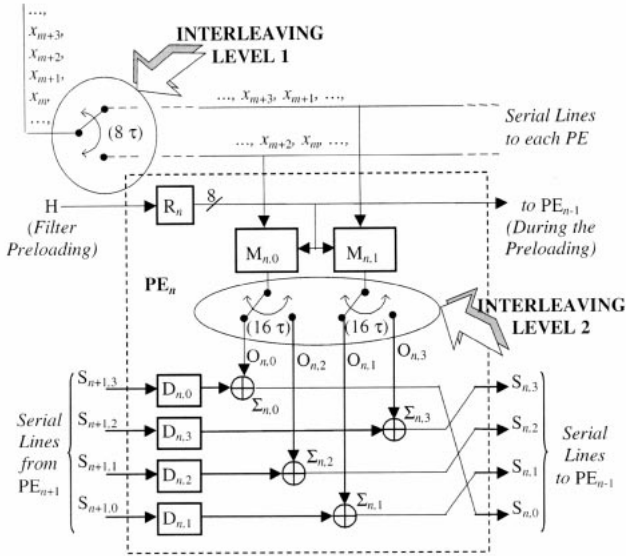 ...,
x_{m+3},
x_{m+2},
x_{m+1},
x_m,
...,
INTERLEAVING
LEVEL 1
(8 τ)
..., x_{m+3}, x_{m+1}, ...,
..., x_{m+2}, x_m, ...,
Serial Lines
to each PE
H
(Filter
Preloading)
R_n
8
to PE_{n-1}
(During the
Preloading)
M_{n,0}
M_{n,1}
PE_n
(16 τ)
(16 τ)
INTERLEAVING
LEVEL 2
O_{n,0}
O_{n,2}
O_{n,1}
O_{n,3}
Serial
Lines
from
PE_{n+1}
S_{n+1,3}
D_{n,0}
Σ_{n,0}
S_{n,3}
S_{n+1,2}
D_{n,3}
Σ_{n,3}
S_{n,2}
S_{n+1,1}
D_{n,2}
Σ_{n,2}
S_{n,1}
S_{n+1,0}
D_{n,1}
Σ_{n,1}
S_{n,0}
Serial
Lines
to PE_{n-1}